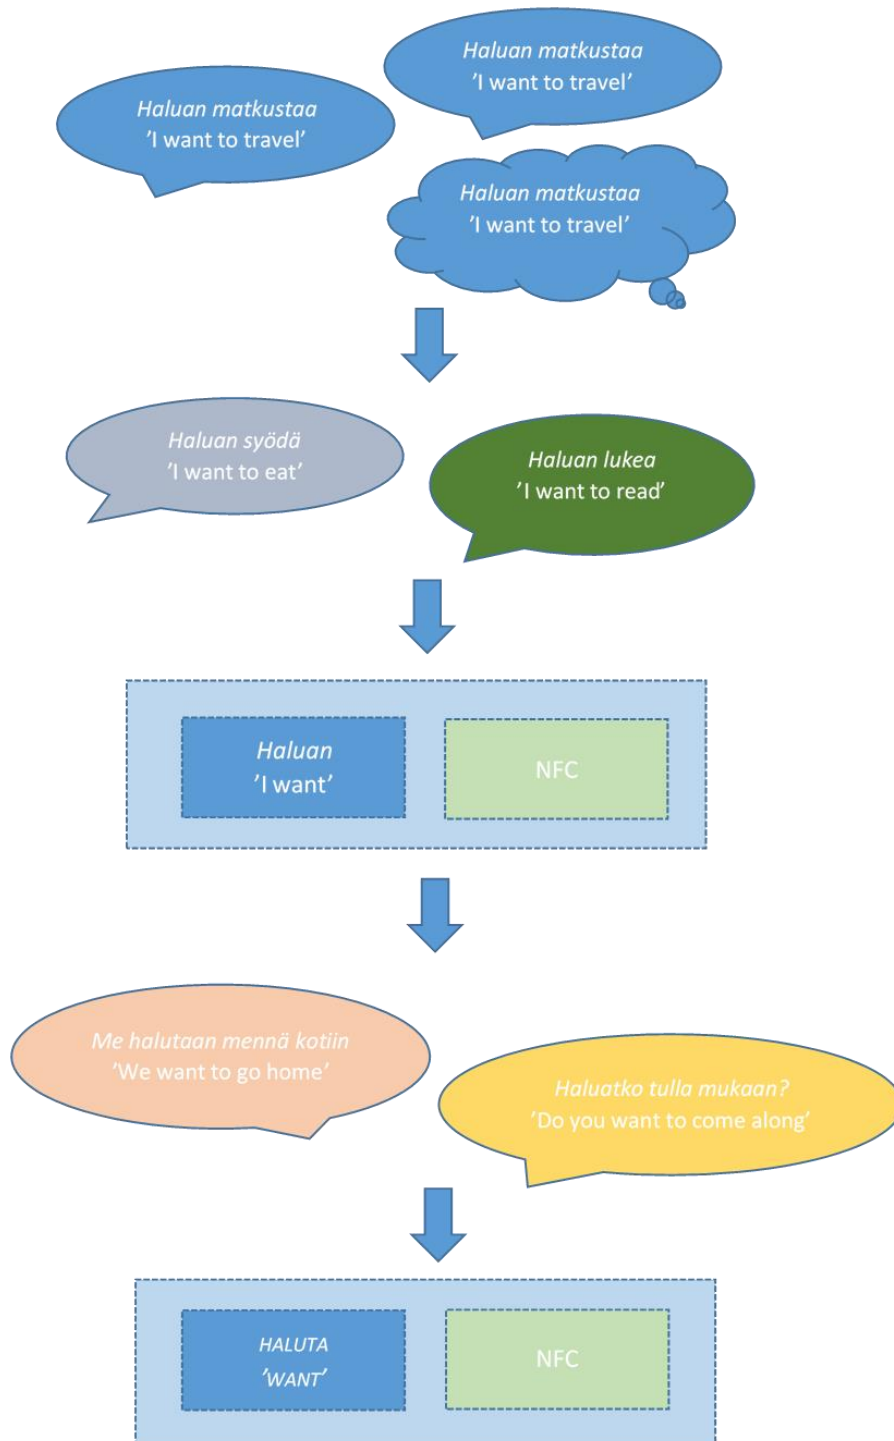 Haluan matkustaa
’I want to travel’
Haluan matkustaa
’I want to travel’
Haluan matkustaa
’I want to travel’
Haluan syödä
’I want to eat’
Haluan lukea
’I want to read’
Haluan
’I want’
NFC
Me halutaan mennä kotiin
’We want to go home’
Haluatko tulla mukaan?
’Do you want to come along’
HALUTA
’WANT’
NFC